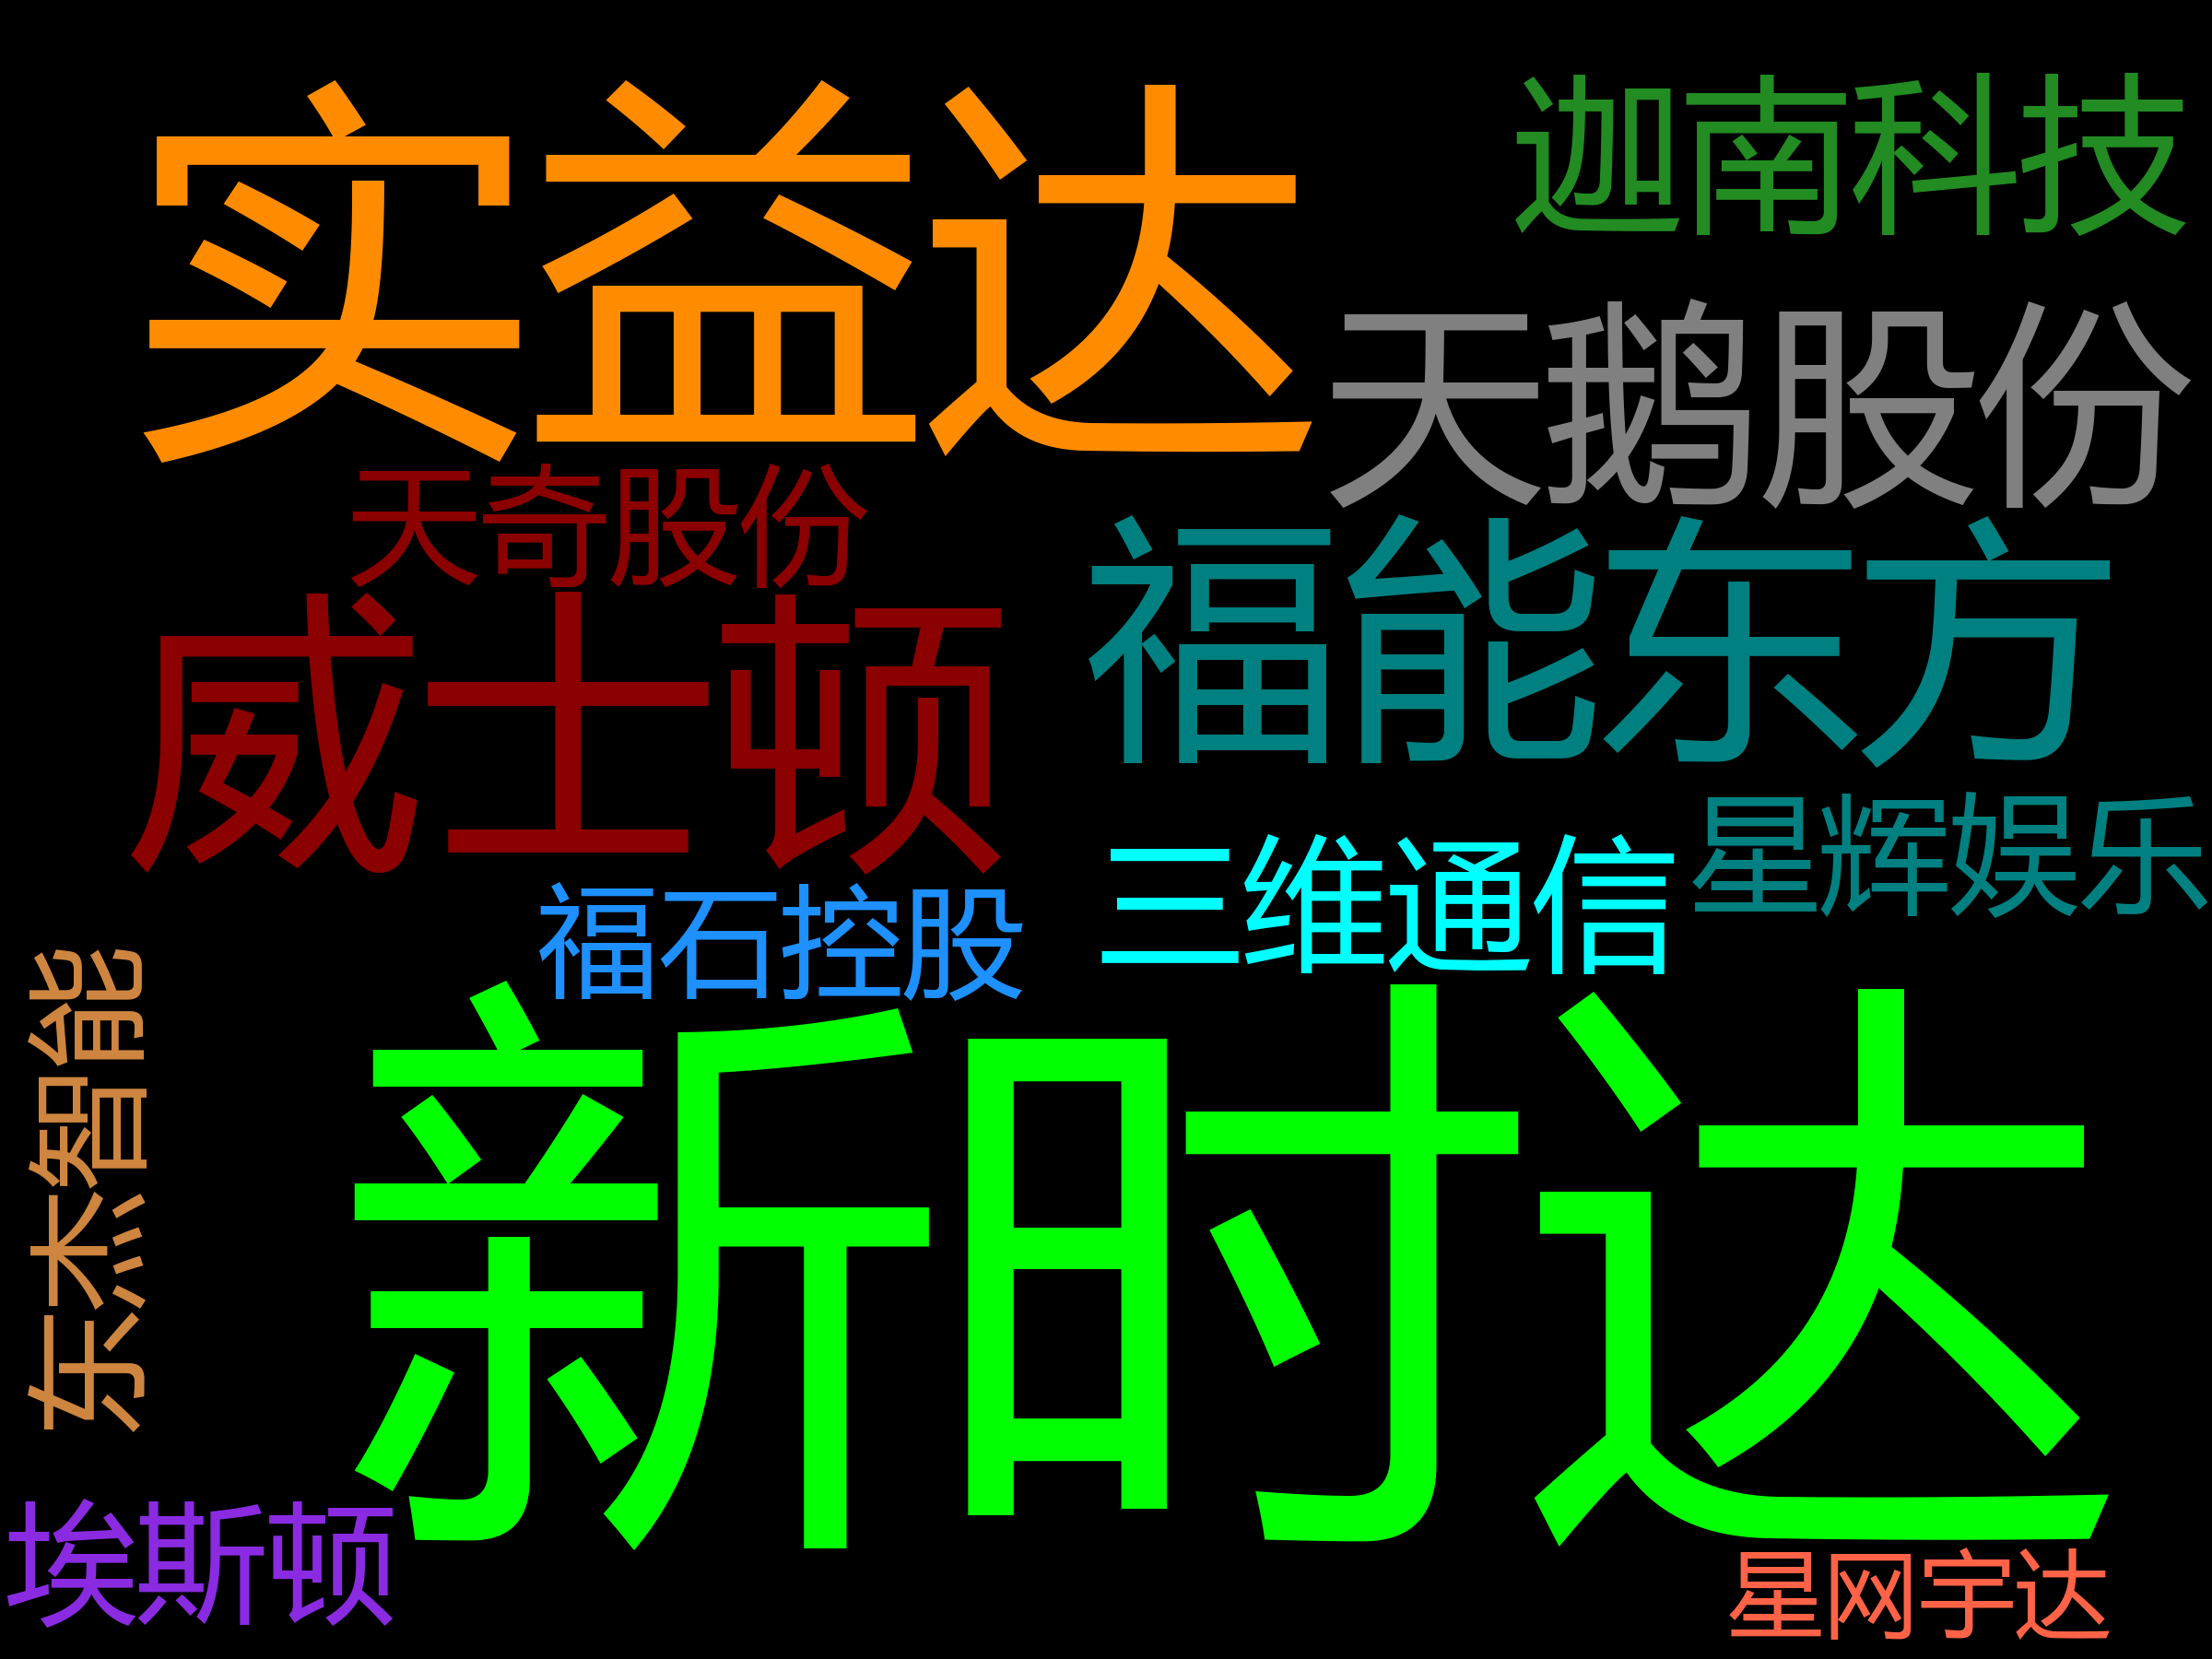 实益达
迦南科技
天鹅股份
天奇股份
福能东方
威士顿
星辉娱乐
三维通信
福石控股
东杰智能
新时达
埃斯顿
星网宇达